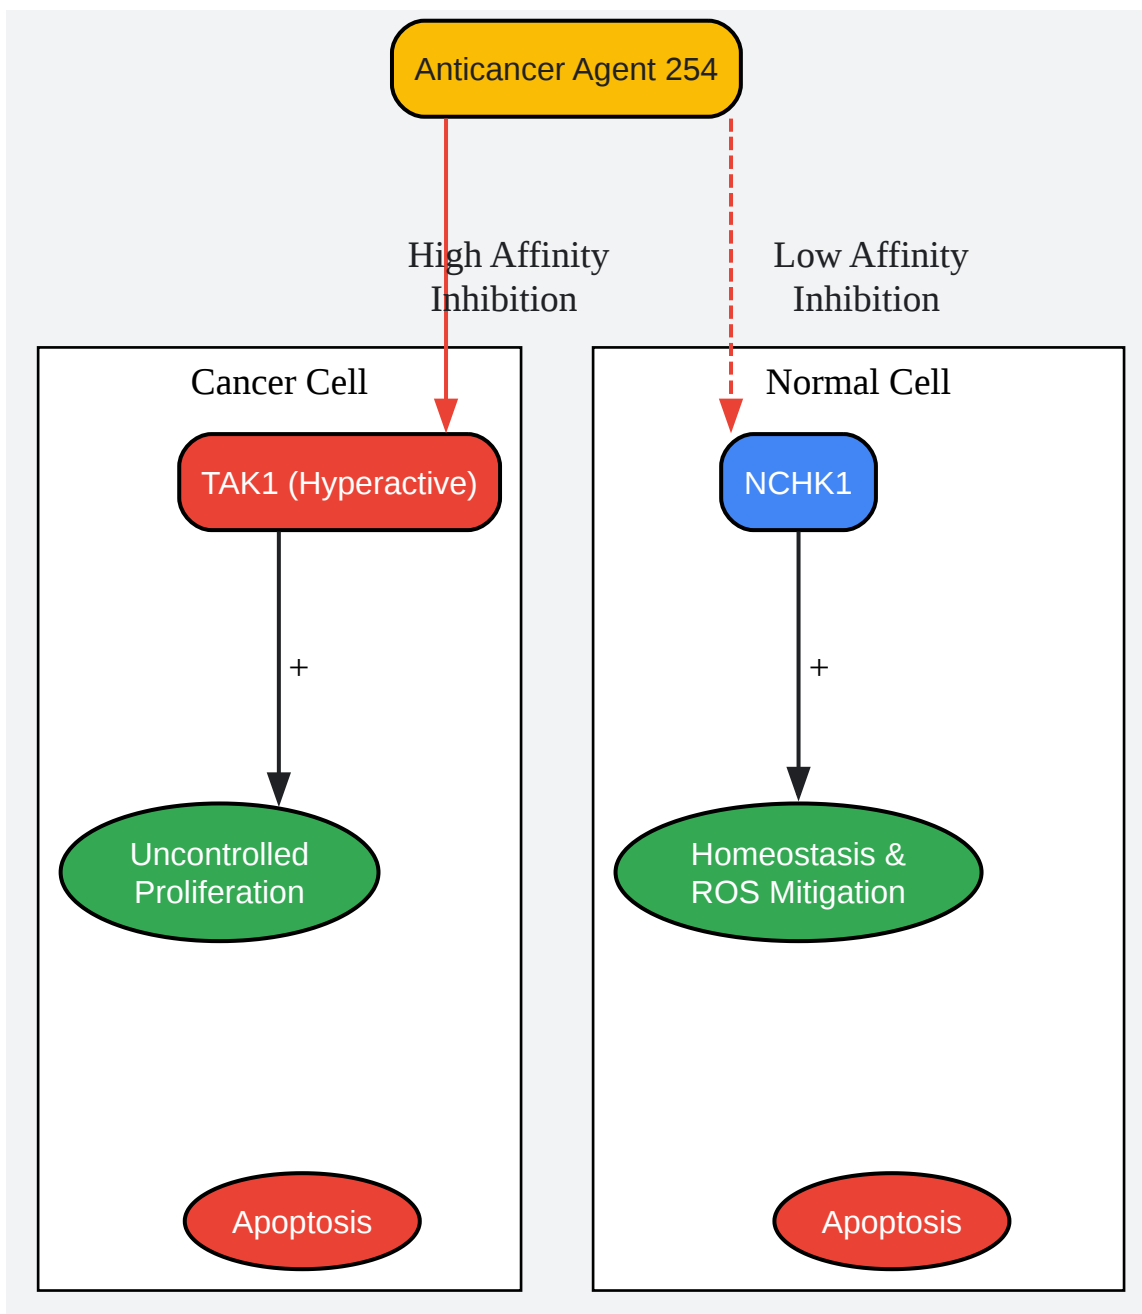 Anticancer Agent 254
High Affinity
Inhibition
Low Affinity
Inhibition
Cancer Cell
Normal Cell
TAK1 (Hyperactive)
NCHK1
+
+
Uncontrolled
Proliferation
Homeostasis &
ROS Mitigation
Apoptosis
Apoptosis